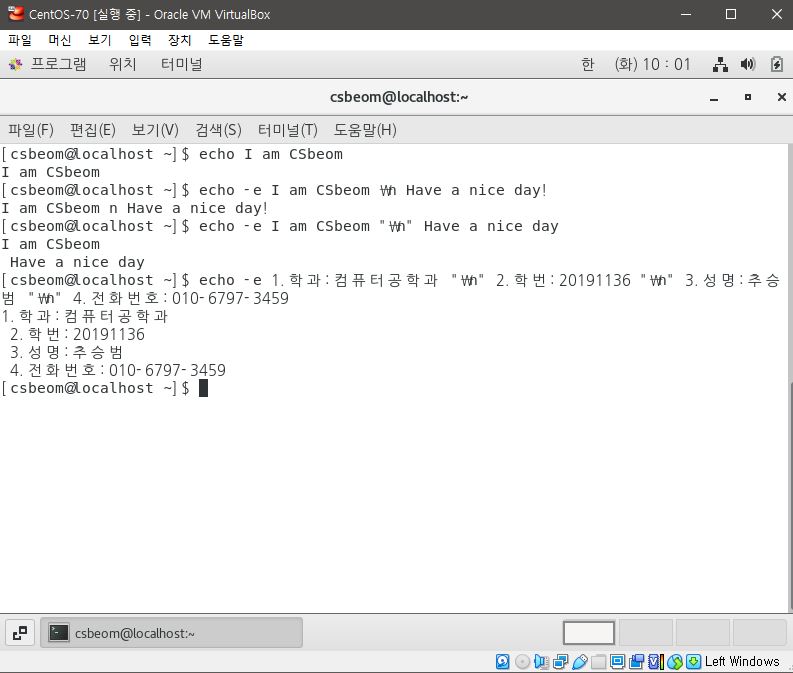 CentOS-70 [실행 중] - Oracle VM VirtualBox
파일 머신 보기 입력 장치 도움말
프로그램 위치 터미널 한 (화) 10 : 01
csbeom@localhost:~
파일(F) 편집(E) 보기(V) 검색(S) 터미널(T) 도움말(H)
[csbeom@localhost ~]$ echo I am CSbeom
I am CSbeom
[csbeom@localhost ~]$ echo -e I am CSbeom ₩n Have a nice day!
I am CSbeom n Have a nice day!
[csbeom@localhost ~]$ echo -e I am CSbeom "₩n" Have a nice day
I am CSbeom
 Have a nice day
[csbeom@localhost ~]$ echo -e 1.학과:컴퓨터공학과 "₩n" 2.학번:20191136 "₩n" 3.성명:추승
범 "₩n" 4.전화번호:010-6797-3459
1.학과:컴퓨터공학과
 2.학번:20191136
 3.성명:추승범
 4.전화번호:010-6797-3459
[csbeom@localhost ~]$
csbeom@localhost:~
Left Windows